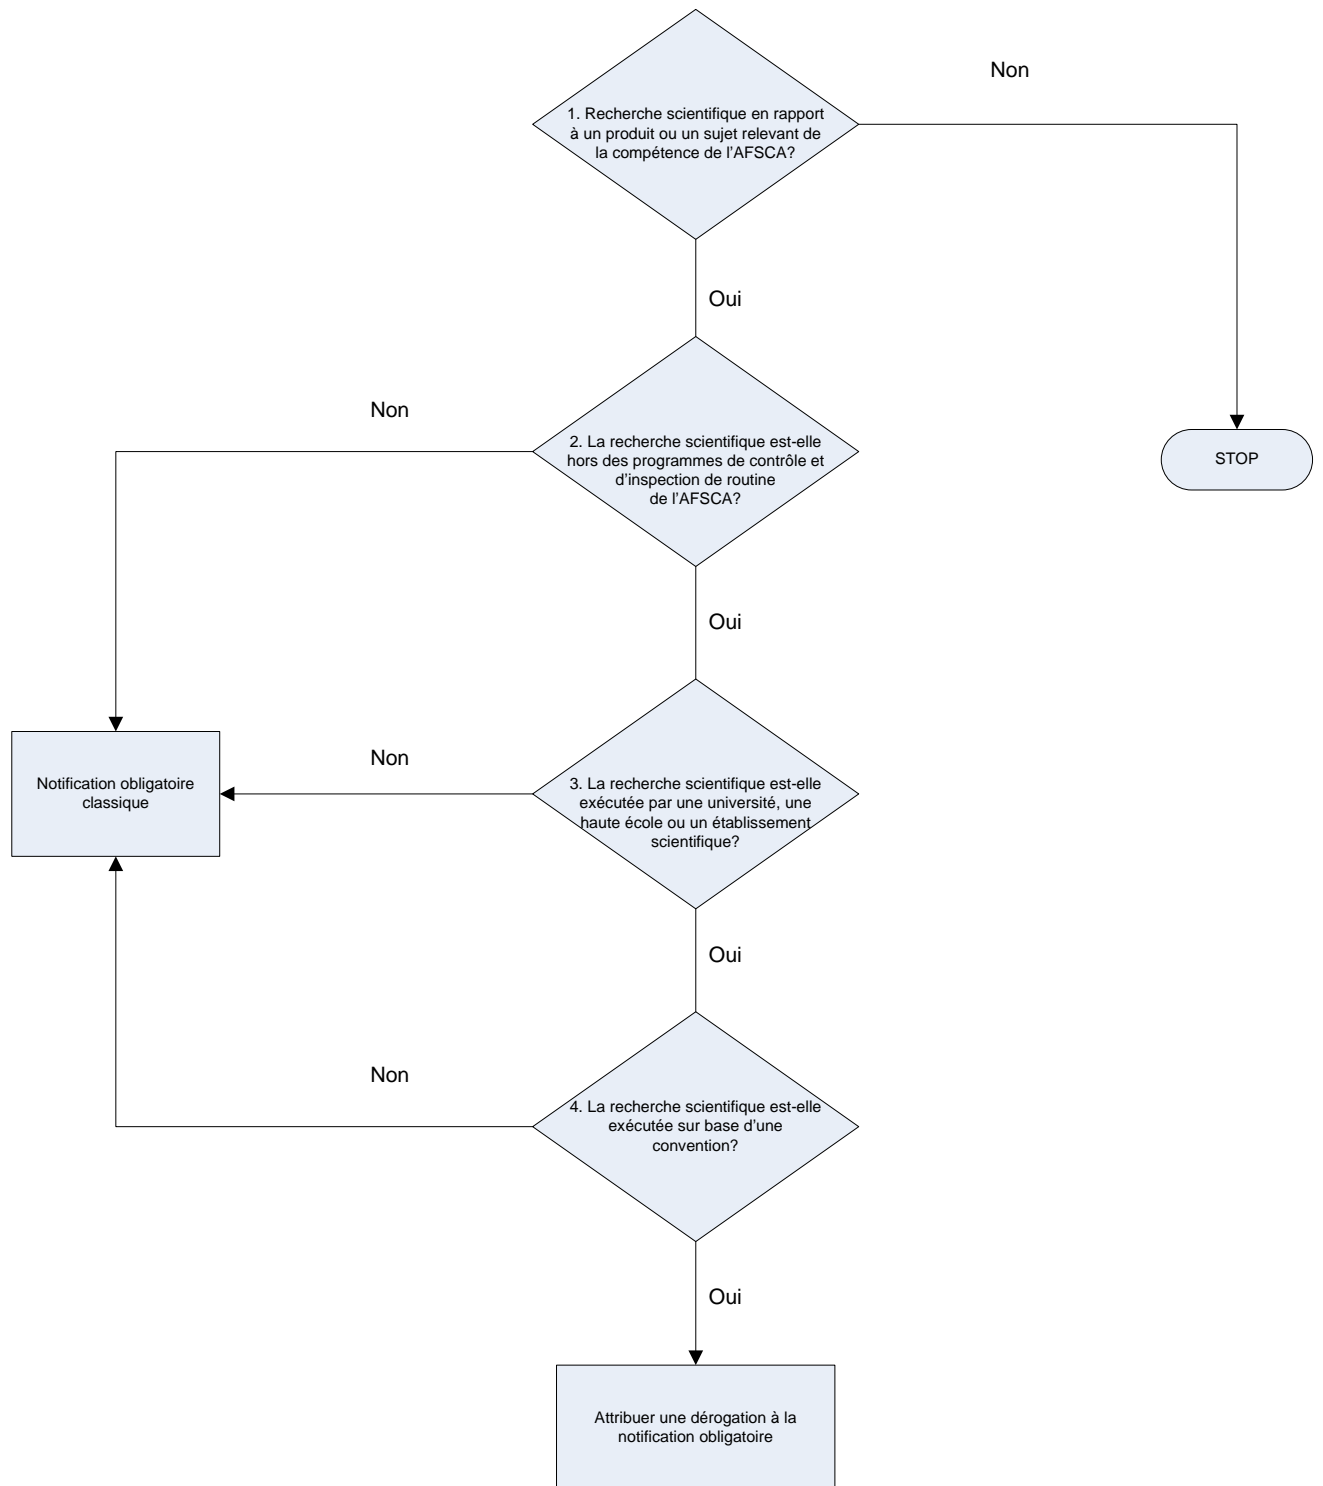 Non
1. Recherche scientifique en rapport
à un produit ou un sujet relevant de
la compétence de l'AFSCA?
Oui
Non
2. La recherche scientifique est-elle
hors des programmes de contrôle et
d'inspection de routine
de l'AFSCA?
STOP
Oui
Non
Notification obligatoire
classique
3. La recherche scientifique est-elle
exécutée par une université, une
haute école ou un établissement
scientifique?
Oui
Non
4. La recherche scientifique est-elle
exécutée sur base d'une
convention?
Oui
Attribuer une dérogation à la
notification obligatoire